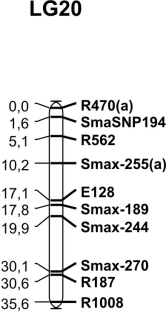 LG20
0,0 R470(a)
1,6 SmaSNP194
5,1 R562
10,2 Smax-255(a)
17,1 E128
17,8 Smax-189
19,9 Smax-244
30,1 Smax-270
30,6 R187
35,6 R1008